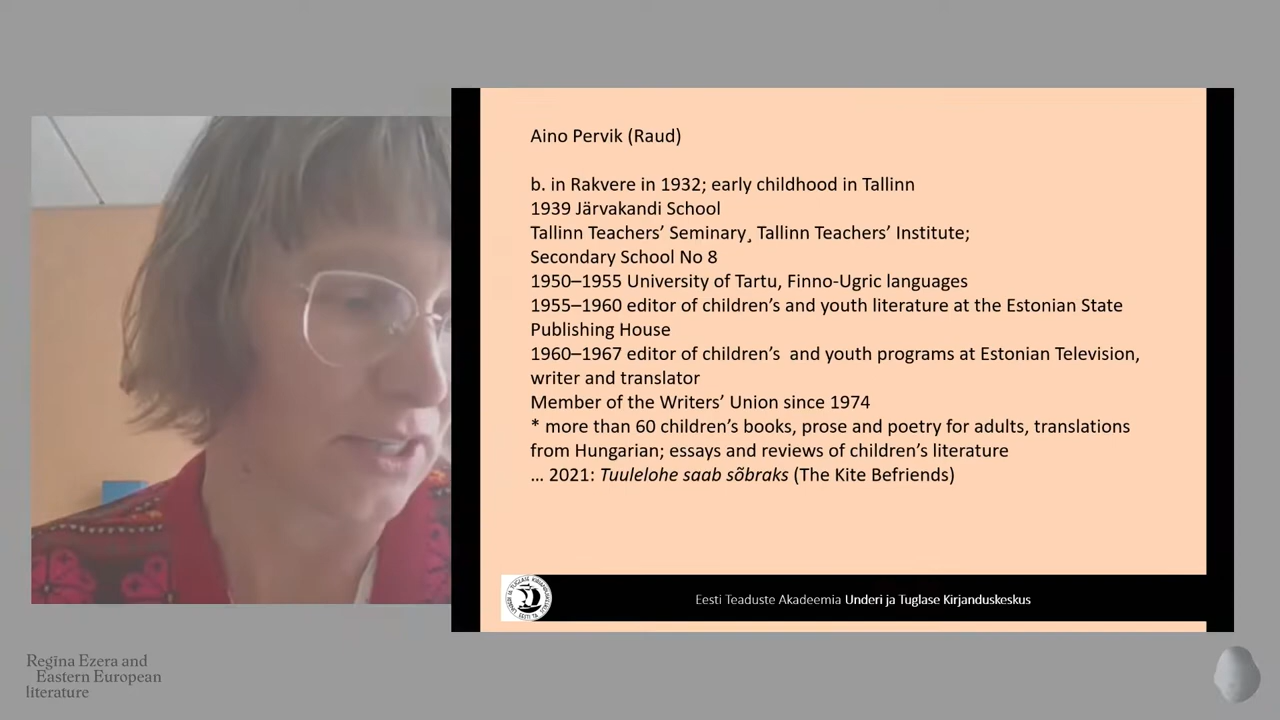 Aino Pervik (Raud)
b. in Rakvere in 1932; early childhood in Tallinn
1939 Järvakandi School
Tallinn Teachers’ Seminary¸ Tallinn Teachers’ Institute;
Secondary School No 8
1950–1955 University of Tartu, Finno-Ugric languages
1955–1960 editor of children’s and youth literature at the Estonian State
Publishing House
1960–1967 editor of children’s  and youth programs at Estonian Television,
writer and translator
Member of the Writers’ Union since 1974
* more than 60 children’s books, prose and poetry for adults, translations
from Hungarian; essays and reviews of children’s literature
… 2021: Tuulelohe saab sõbraks (The Kite Befriends)
Eesti Teaduste Akadeemia Underi ja Tuglase Kirjanduskeskus
Regīna Ezera and
Eastern European
literature